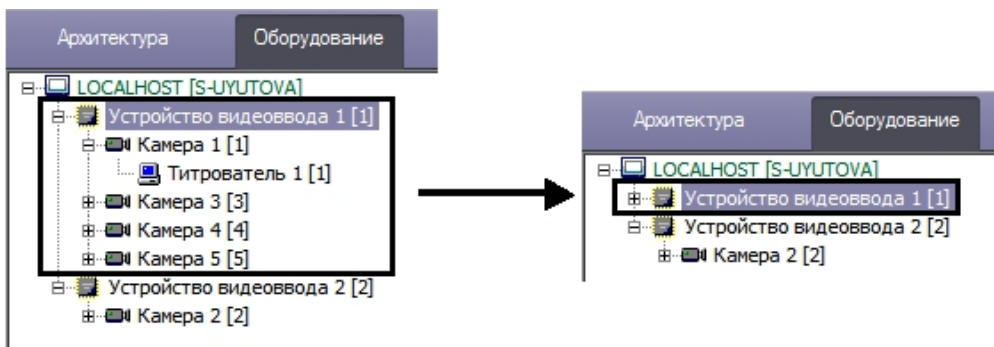 Архитектура Оборудование
LOCALHOST [S-UYUTOVA]
Устройство видеоввода 1 [1]
Камера 1 [1]
Титрователь 1 [1]
Камера 3 [3]
Камера 4 [4]
Камера 5 [5]
Устройство видеоввода 2 [2]
Камера 2 [2]
Архитектура Оборудование
LOCALHOST [S-UYUTOVA]
Устройство видеоввода 1 [1]
Устройство видеоввода 2 [2]
Камера 2 [2]